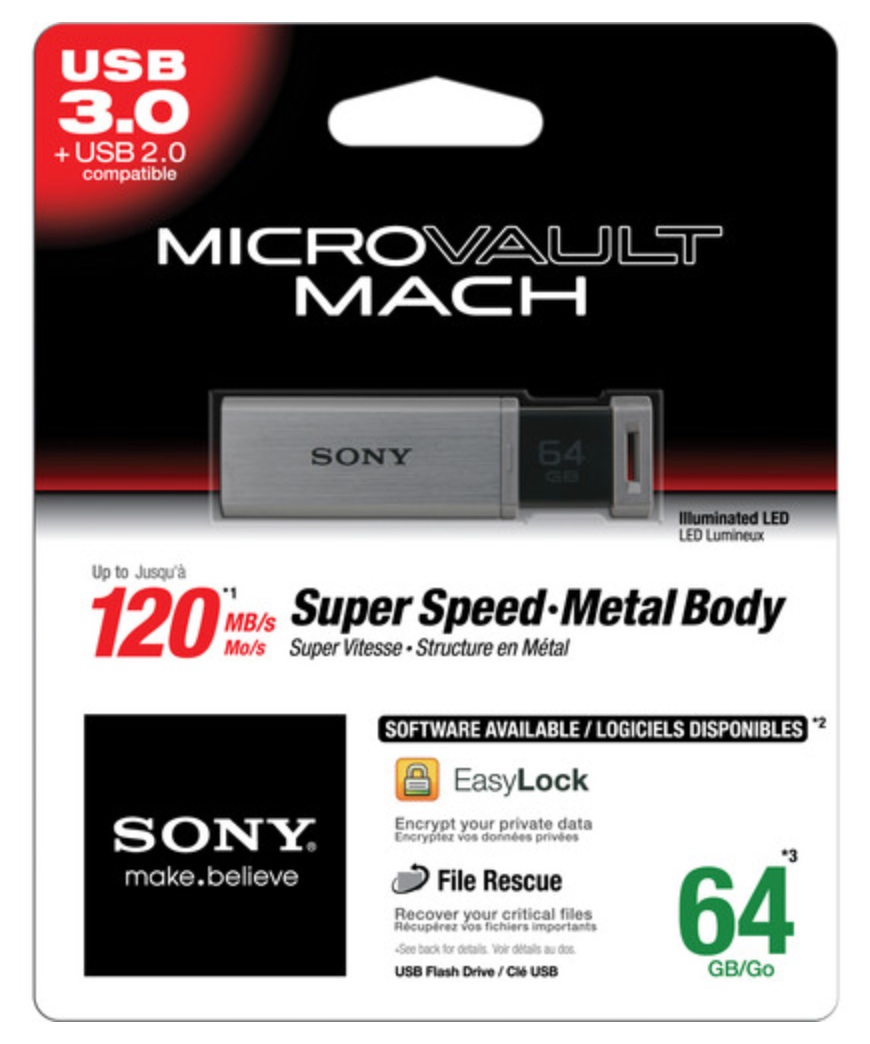 USB
3.0
+ USB 2.0
compatible
MICROVAULT
MACH
SONY
64
GB
Illuminated LED
LED Lumineux
Up to Jusqu'à
120*1 MB/s
Mo/s
Super Speed•Metal Body
Super Vitesse • Structure en Métal
SONY®
make.believe
SOFTWARE AVAILABLE / LOGICIELS DISPONIBLES *2
EasyLock
Encrypt your private data
Encryptez vos données privées
File Rescue
Recover your critical files
Récupérez vos fichiers importants
•See back for details. Voir détails au dos.
USB Flash Drive / Clé USB
64*3
GB/Go